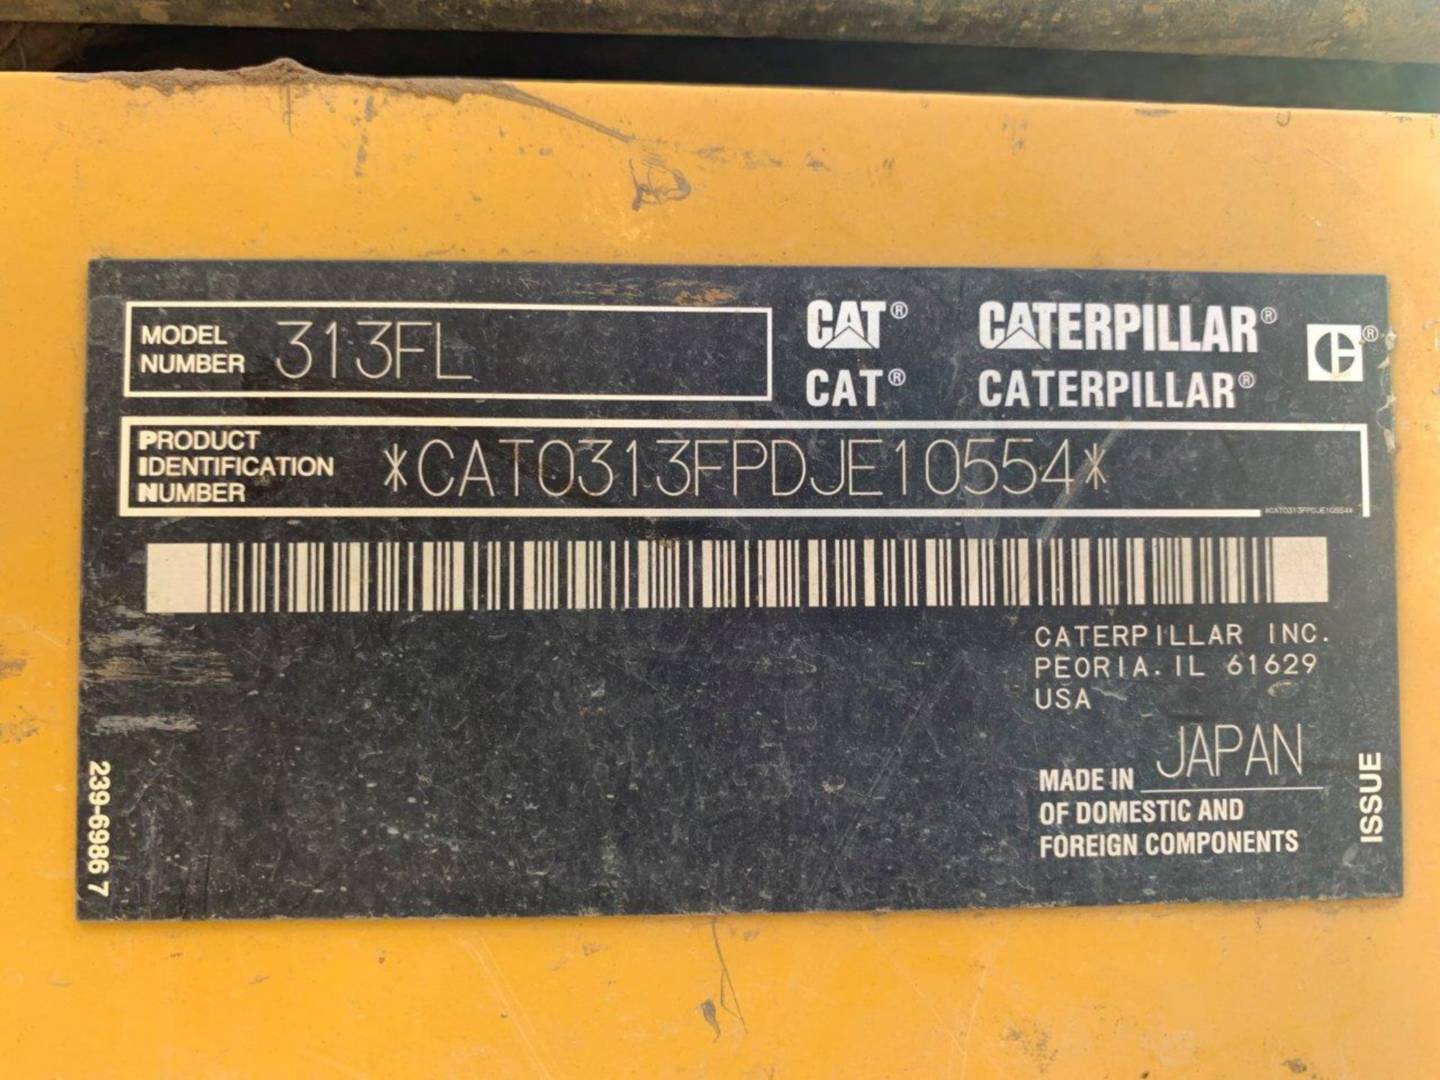 MODEL NUMBER 313FL
CAT® CATERPILLAR®
CAT® CATERPILLAR®
PRODUCT IDENTIFICATION NUMBER *CAT0313FPDJE10554*
*CAT0313FPDJE10554*
CATERPILLAR INC.
PEORIA. IL 61629
USA
MADE IN JAPAN
OF DOMESTIC AND
FOREIGN COMPONENTS
239-6986 7
ISSUE